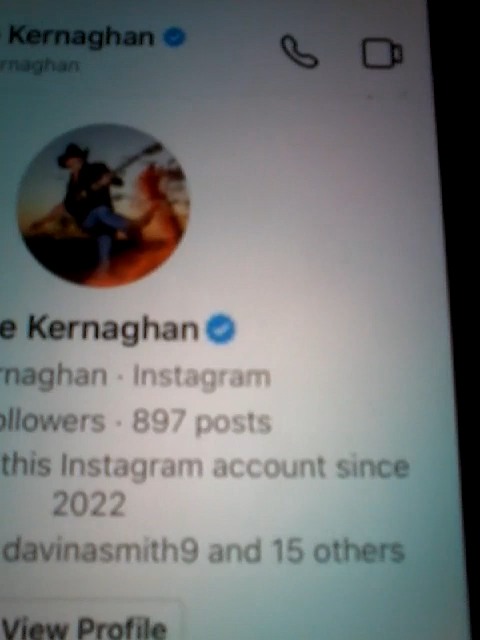 Kernaghan
rnaghan
e Kernaghan
rnaghan · Instagram
ollowers · 897 posts
this Instagram account since
2022
davinasmith9 and 15 others
View Profile